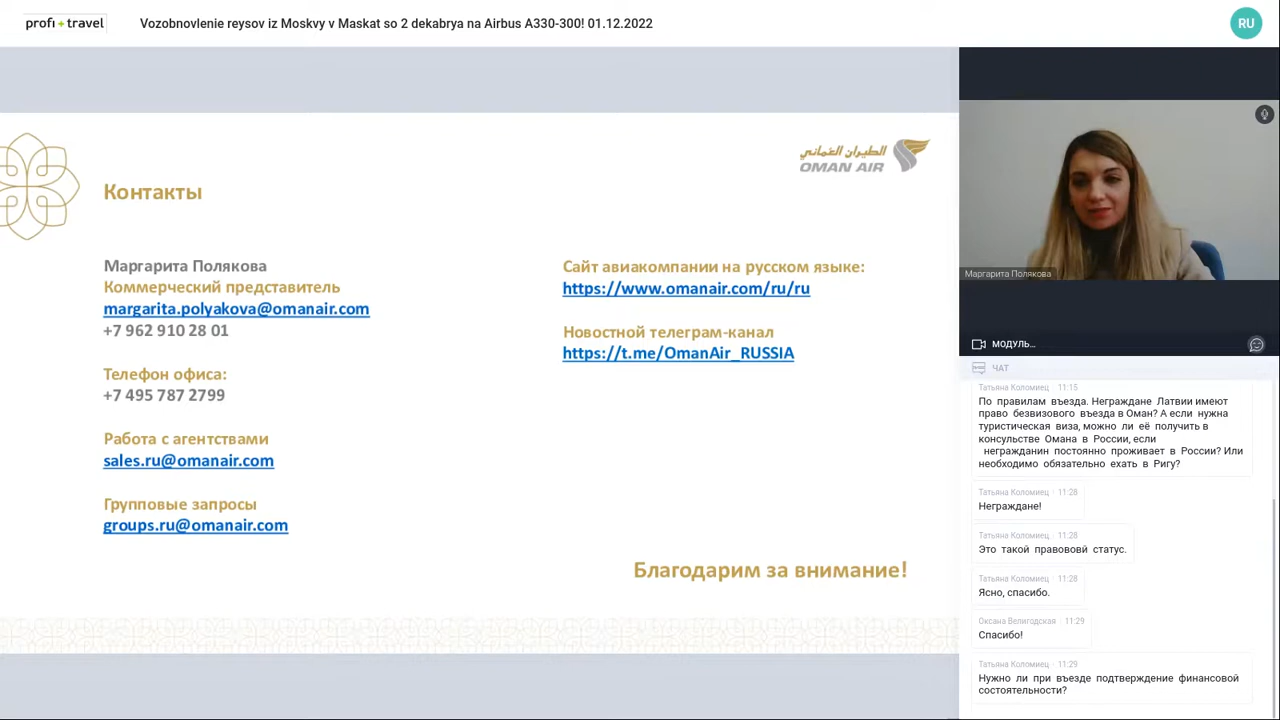 profi travel
Vozobnovlenie reysov iz Moskvy v Maskat so 2 dekabrya na Airbus A330-300! 01.12.2022
RU
الطيران العماني
OMAN AIR
Контакты
Маргарита Полякова
Коммерческий представитель
margarita.polyakova@omanair.com
+7 962 910 28 01
Телефон офиса:
+7 495 787 2799
Работа с агентствами
sales.ru@omanair.com
Групповые запросы
groups.ru@omanair.com
Сайт авиакомпании на русском языке:
https://www.omanair.com/ru/ru
Новостной телеграм-канал
https://t.me/OmanAir_RUSSIA
Благодарим за внимание!
Маргарита Полякова
МОДУЛЬ...
ЧАТ
Татьяна Коломиец · 11:15
По правилам въезда. Неграждане Латвии имеют
право безвизового въезда в Оман? А если нужна
туристическая виза, можно ли её получить в
консульстве Омана в России, если
негражданин постоянно проживает в России? Или
необходимо обязательно ехать в Ригу?
Татьяна Коломиец · 11:28
Неграждане!
Татьяна Коломиец · 11:28
Это такой правововй статус.
Татьяна Коломиец · 11:28
Ясно, спасибо.
Оксана Велигодская · 11:29
Спасибо!
Татьяна Коломиец · 11:29
Нужно ли при въезде подтверждение финансовой
состоятельности?